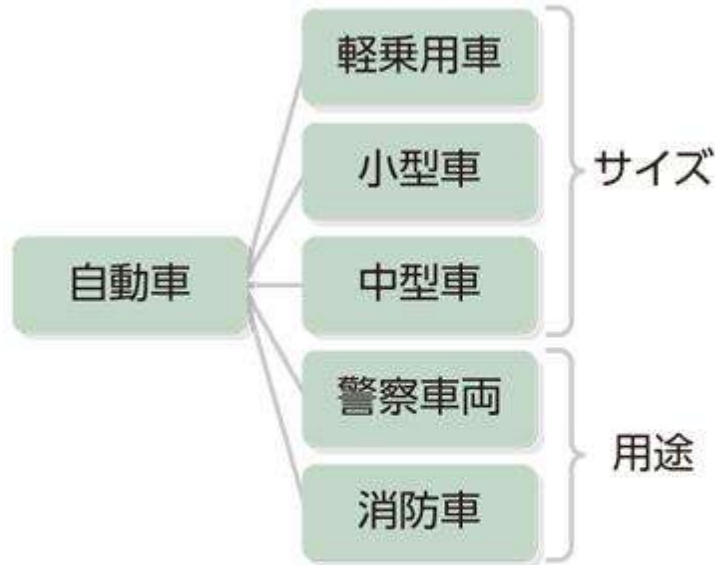 軽乗用車
小型車
サイズ
自動車
中型車
警察車両
用途
消防車